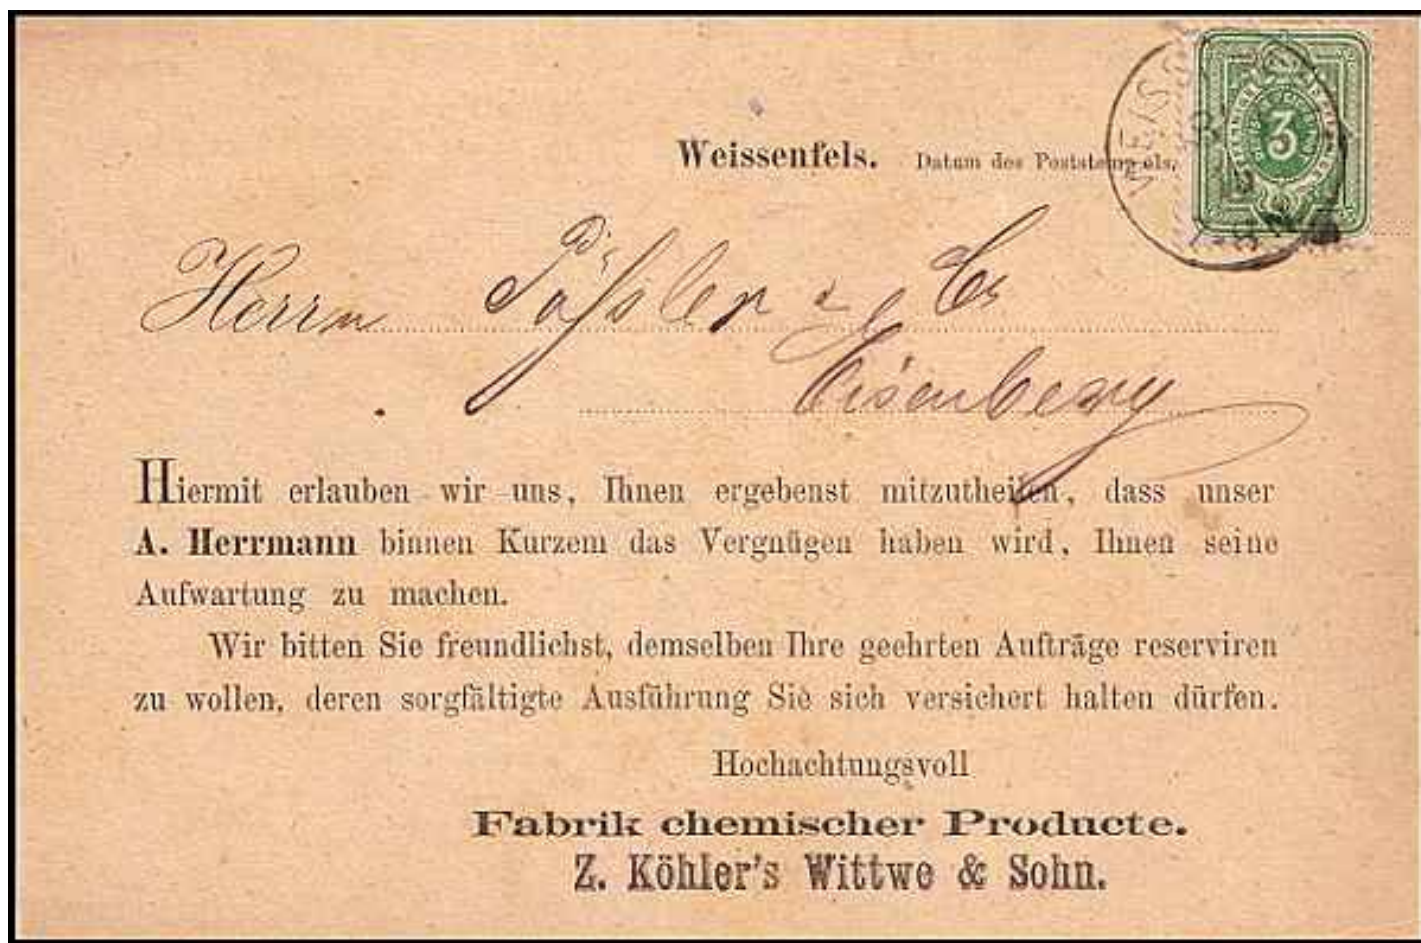 Weissenfels. Datum des Poststempels.
3
Herrn
Eisenberg
Hiermit erlauben wir uns, Ihnen ergebenst mitzutheilen, dass unser
A. Herrmann binnen Kurzem das Vergnügen haben wird, Ihnen seine
Aufwartung zu machen.
Wir bitten Sie freundlichst, demselben Ihre geehrten Aufträge reserviren
zu wollen, deren sorgfältigte Ausführung Sie sich versichert halten dürfen.
Hochachtungsvoll
Fabrik chemischer Producte.
Z. Köhler's Wittwe & Sohn.